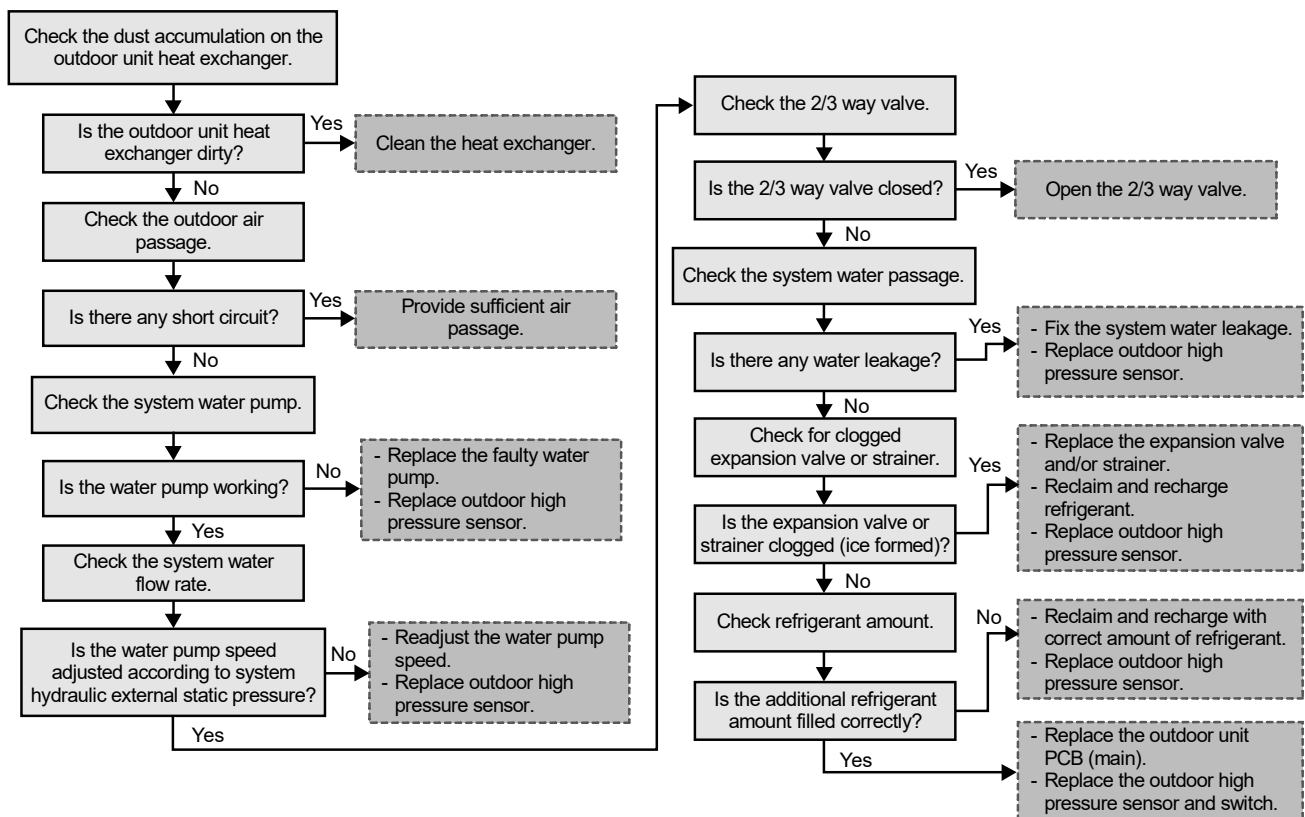 Check the dust accumulation on the
outdoor unit heat exchanger.
Is the outdoor unit heat
exchanger dirty?
Yes
Clean the heat exchanger.
No
Check the outdoor air
passage.
Is there any short circuit?
Yes
Provide sufficient air
passage.
No
Check the system water pump.
Is the water pump working?
No
- Replace the faulty water
pump.
- Replace outdoor high
pressure sensor.
Yes
Check the system water
flow rate.
Is the water pump speed
adjusted according to system
hydraulic external static pressure?
No
- Readjust the water pump
speed.
- Replace outdoor high
pressure sensor.
Yes
Check the 2/3 way valve.
Is the 2/3 way valve closed?
Yes
Open the 2/3 way valve.
No
Check the system water passage.
Is there any water leakage?
Yes
- Fix the system water leakage.
- Replace outdoor high
pressure sensor.
No
Check for clogged
expansion valve or strainer.
Is the expansion valve or
strainer clogged (ice formed)?
Yes
- Replace the expansion valve
and/or strainer.
- Reclaim and recharge
refrigerant.
- Replace outdoor high
pressure sensor.
No
Check refrigerant amount.
Is the additional refrigerant
amount filled correctly?
No
- Reclaim and recharge with
correct amount of refrigerant.
- Replace outdoor high
pressure sensor.
Yes
- Replace the outdoor unit
PCB (main).
- Replace the outdoor high
pressure sensor and switch.